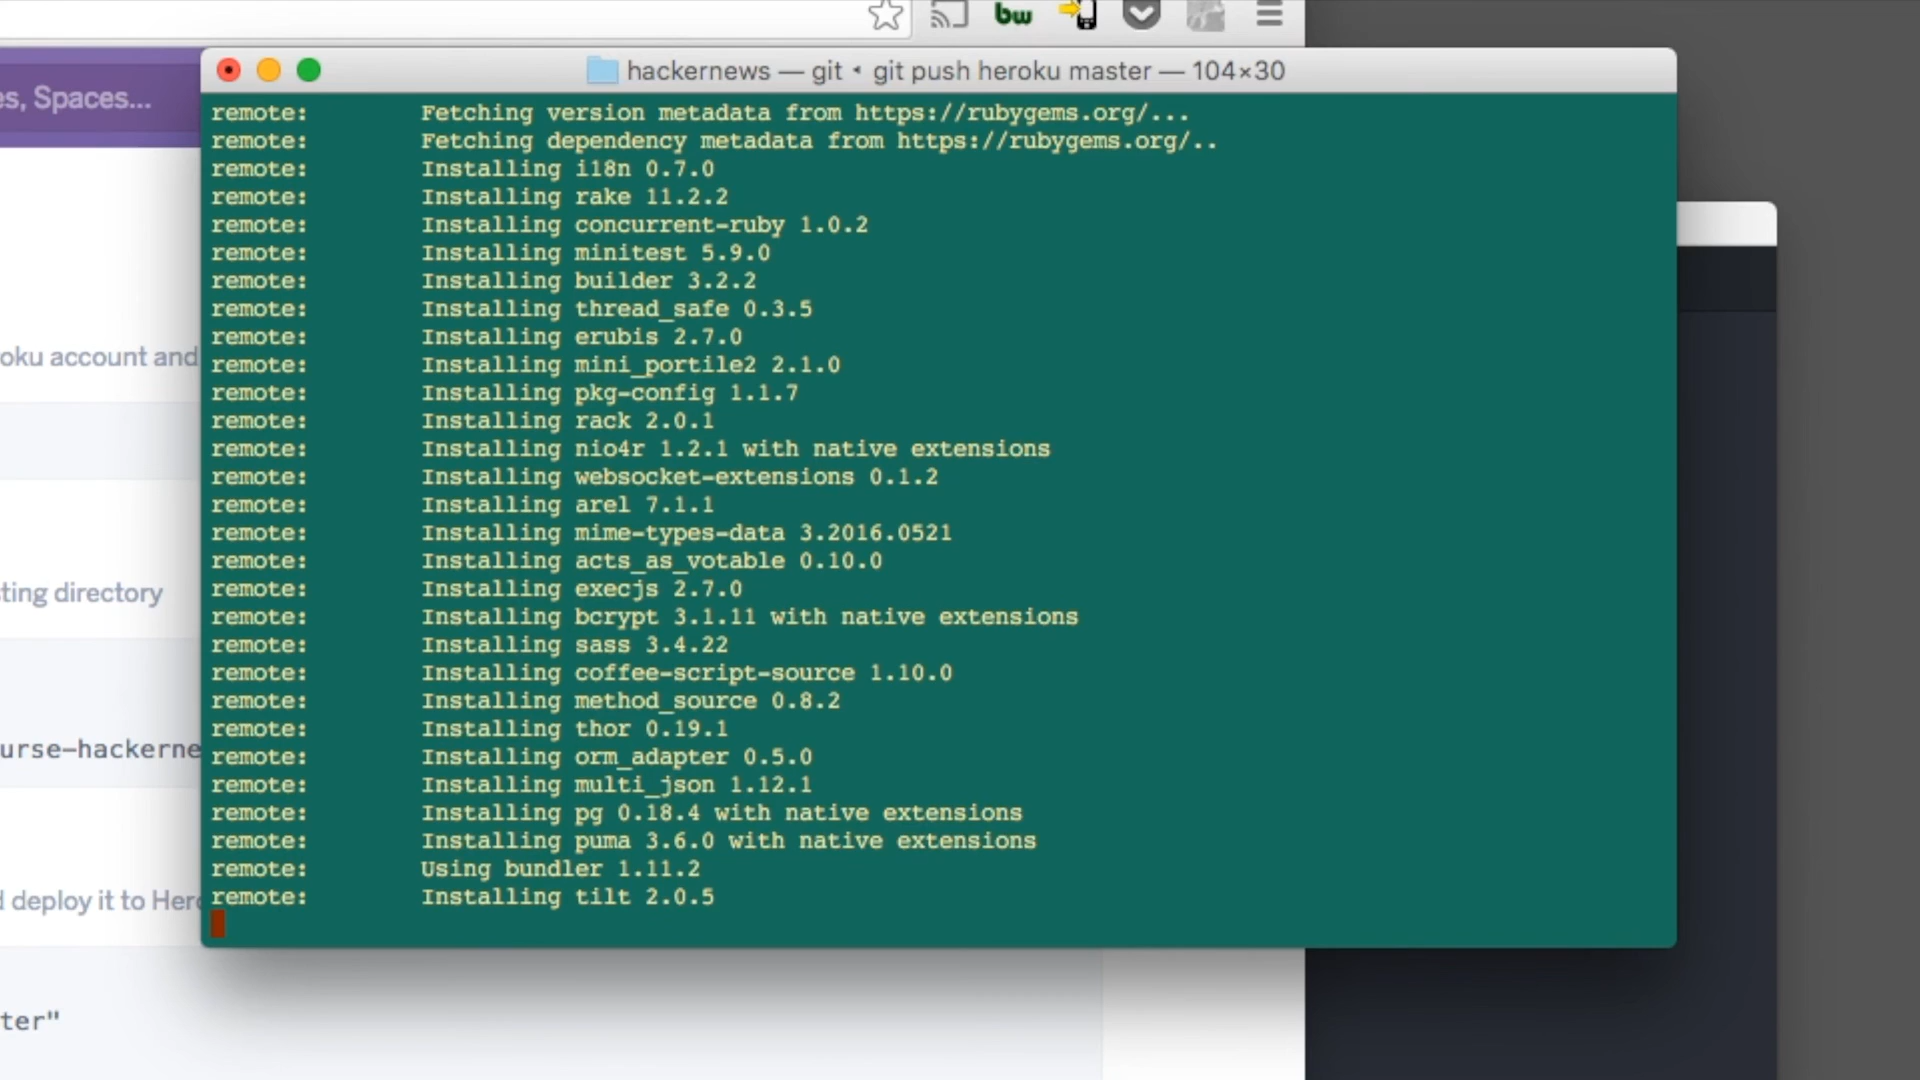 bw
es, Spaces...
hackernews — git ◂ git push heroku master — 104×30
remote: Fetching version metadata from https://rubygems.org/...
remote: Fetching dependency metadata from https://rubygems.org/..
remote: Installing i18n 0.7.0
remote: Installing rake 11.2.2
remote: Installing concurrent-ruby 1.0.2
remote: Installing minitest 5.9.0
remote: Installing builder 3.2.2
remote: Installing thread_safe 0.3.5
remote: Installing erubis 2.7.0
remote: Installing mini_portile2 2.1.0
remote: Installing pkg-config 1.1.7
remote: Installing rack 2.0.1
remote: Installing nio4r 1.2.1 with native extensions
remote: Installing websocket-extensions 0.1.2
remote: Installing arel 7.1.1
remote: Installing mime-types-data 3.2016.0521
remote: Installing acts_as_votable 0.10.0
remote: Installing execjs 2.7.0
remote: Installing bcrypt 3.1.11 with native extensions
remote: Installing sass 3.4.22
remote: Installing coffee-script-source 1.10.0
remote: Installing method_source 0.8.2
remote: Installing thor 0.19.1
remote: Installing orm_adapter 0.5.0
remote: Installing multi_json 1.12.1
remote: Installing pg 0.18.4 with native extensions
remote: Installing puma 3.6.0 with native extensions
remote: Using bundler 1.11.2
remote: Installing tilt 2.0.5
oku account and
ting directory
urse-hackerne
d deploy it to Hero
ter"